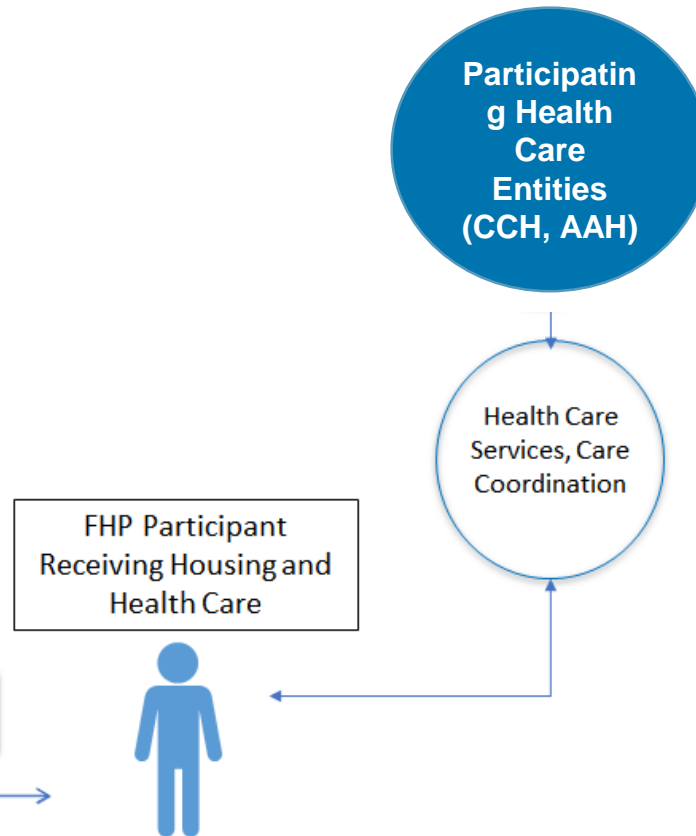 Participatin
g Health
Care
Entities
(CCH, AAH)
Health Care
Services, Care
Coordination
FHP Participant
Receiving Housing and
Health Care